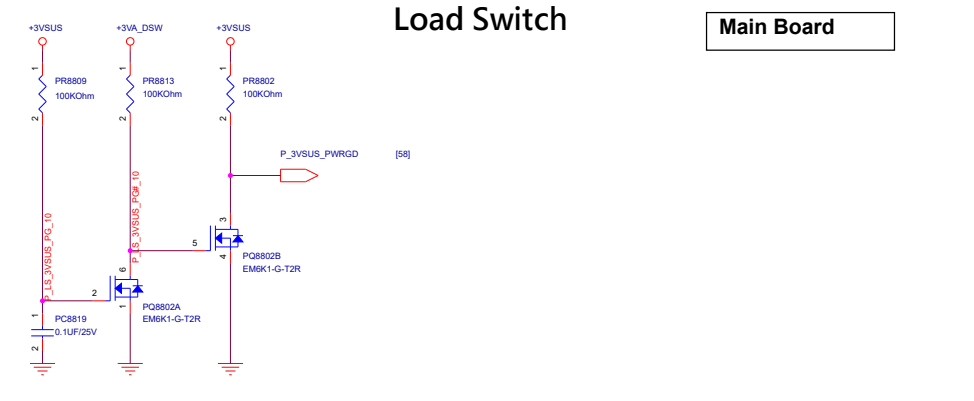 Load Switch
Main Board
+3VSUS
+3VA_DSW
+3VSUS
1
PR8809
100KOhm
2
1
PR8813
100KOhm
2
1
PR8802
100KOhm
2
P_3VSUS_PWRGD [58]
P_LS_3VSUS_PG_10
P_LS_3VSUS_PG#_10
3
5
4
PQ8802B
EM6K1-G-T2R
6
2
1
PQ8802A
EM6K1-G-T2R
1
PC8819
0.1UF/25V
2